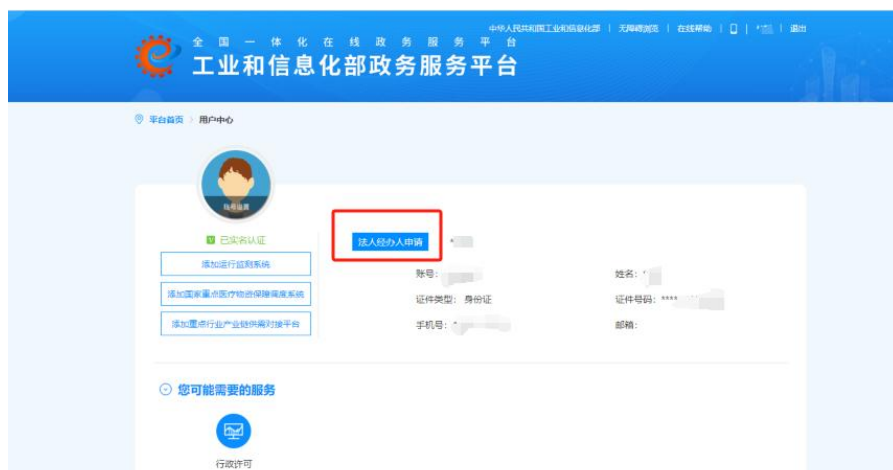 中华人民共和国工业和信息化部 | 无障碍浏览 | 在线帮助 | | * | 退出
全国一体化在线政务服务平台
工业和信息化部政务服务平台
平台首页 > 用户中心
账号设置
已实名认证
法人经办人申请 *
添加运行监测系统
添加国家重点医疗物资保障调度系统
添加重点行业产业链供需对接平台
账号: 姓名: *
证件类型: 身份证 证件号码: ****
手机号: * 邮箱:
您可能需要的服务
行政许可